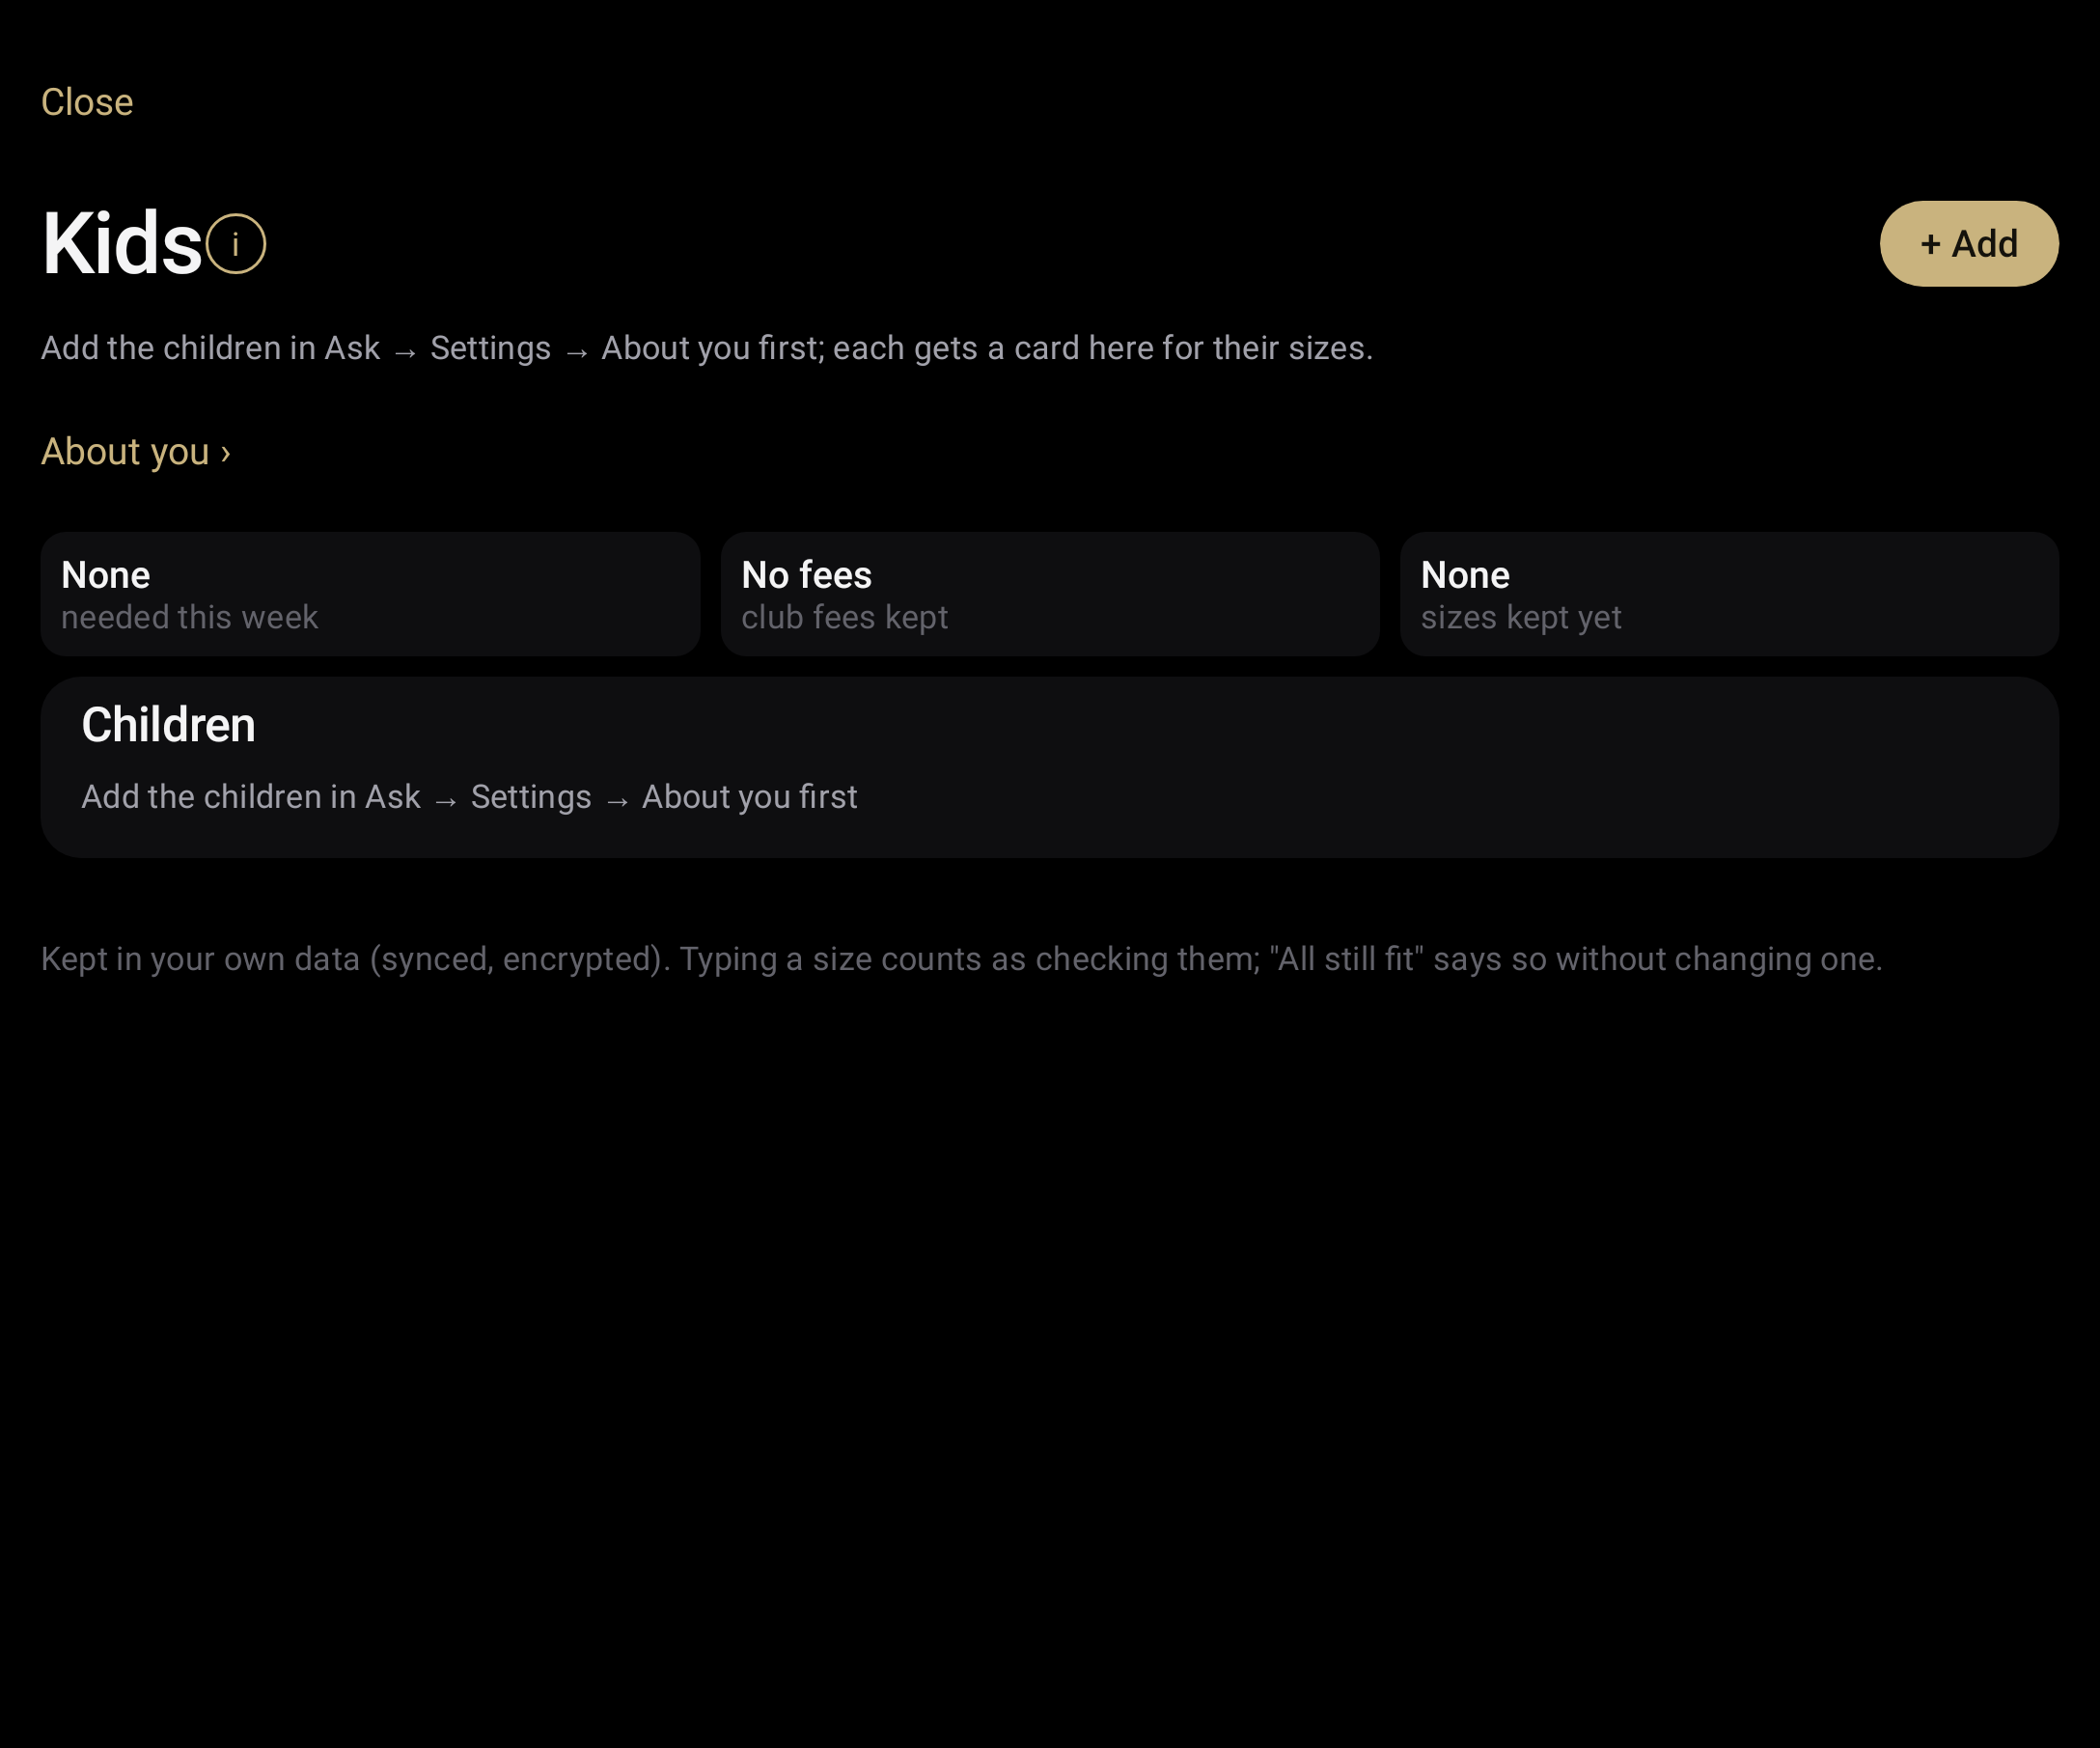 Close
Kids i
+ Add
Add the children in Ask → Settings → About you first; each gets a card here for their sizes.
About you ›
None
needed this week
No fees
club fees kept
None
sizes kept yet
Children
Add the children in Ask → Settings → About you first
Kept in your own data (synced, encrypted). Typing a size counts as checking them; "All still fit" says so without changing one.